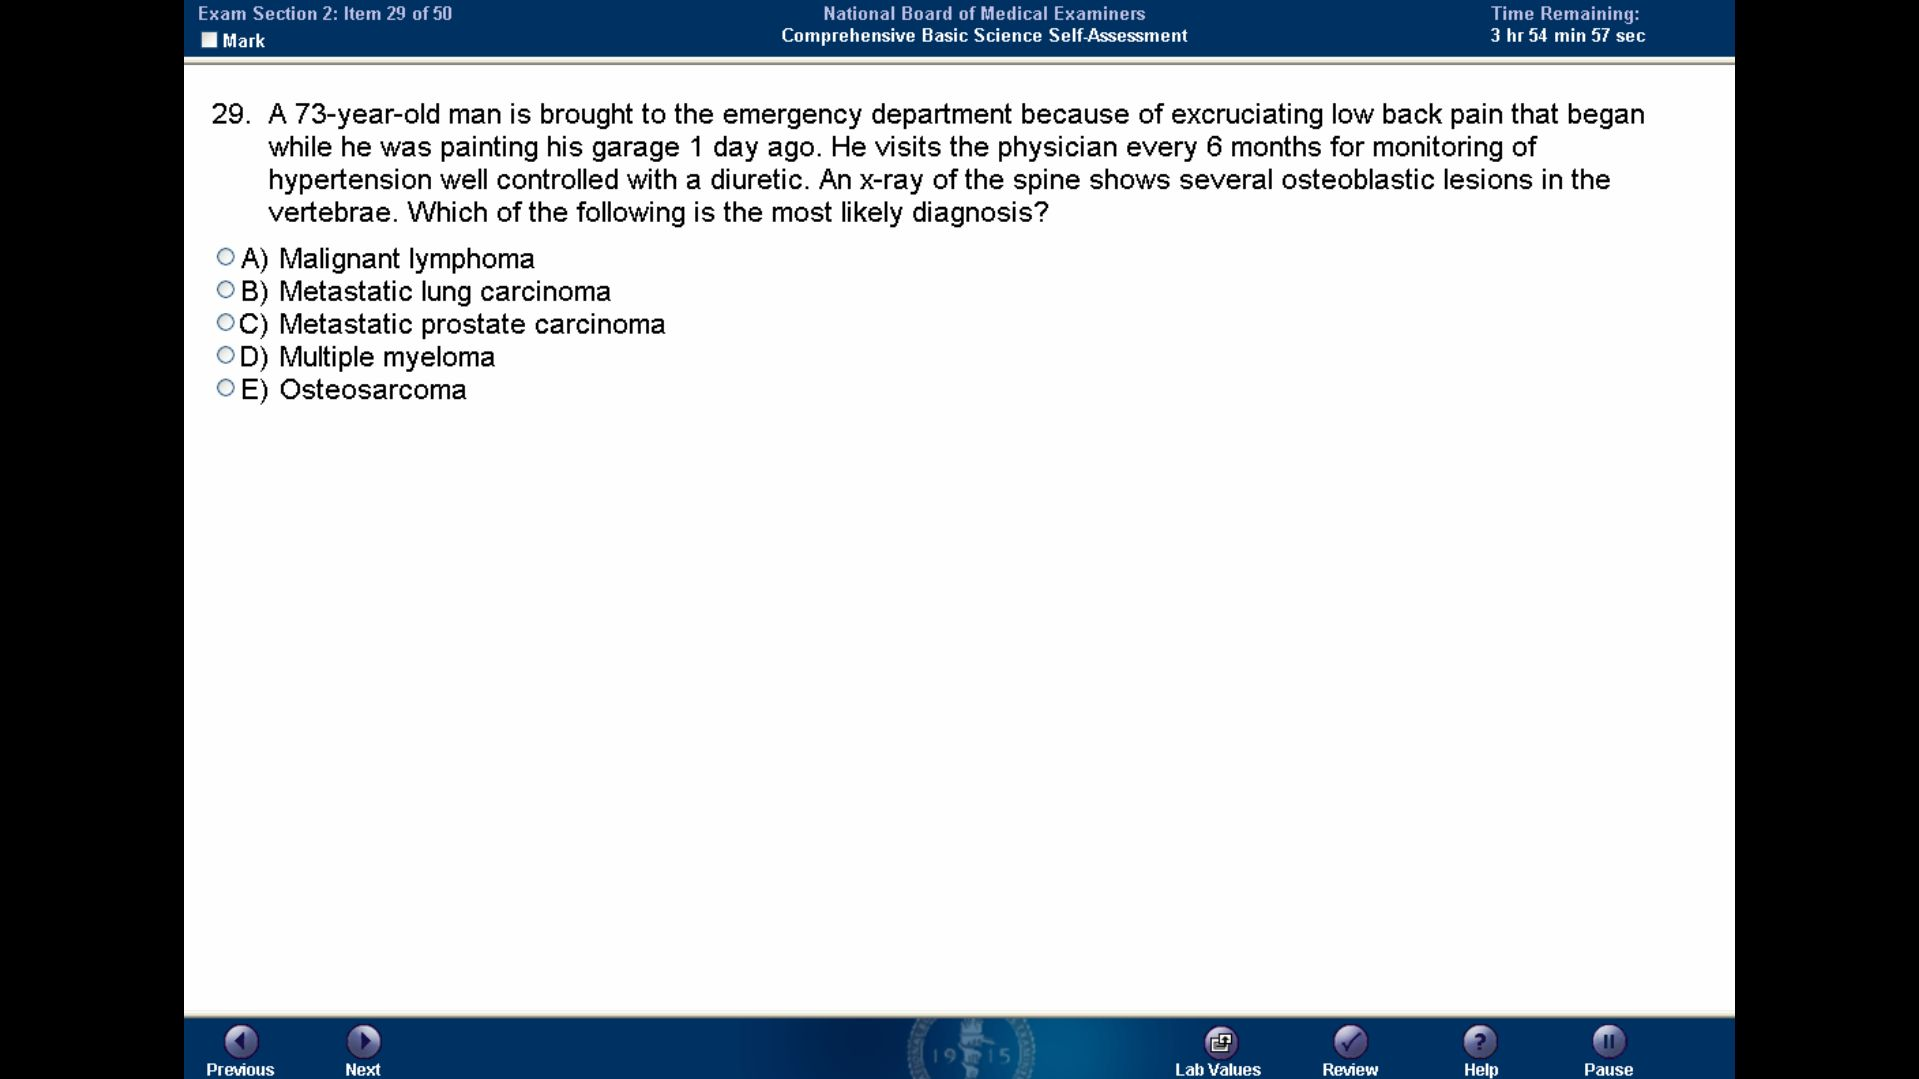 Exam Section 2: Item 29 of 50
National Board of Medical Examiners
Time Remaining:
Mark
Comprehensive Basic Science Self-Assessment
3 hr 54 min 57 sec
29. A 73-year-old man is brought to the emergency department because of excruciating low back pain that began
while he was painting his garage 1 day ago. He visits the physician every 6 months for monitoring of
hypertension well controlled with a diuretic. An x-ray of the spine shows several osteoblastic lesions in the
vertebrae. Which of the following is the most likely diagnosis?
A) Malignant lymphoma
B) Metastatic lung carcinoma
C) Metastatic prostate carcinoma
D) Multiple myeloma
E) Osteosarcoma
19 15
Previous
Next
Lab Values
Review
Help
Pause